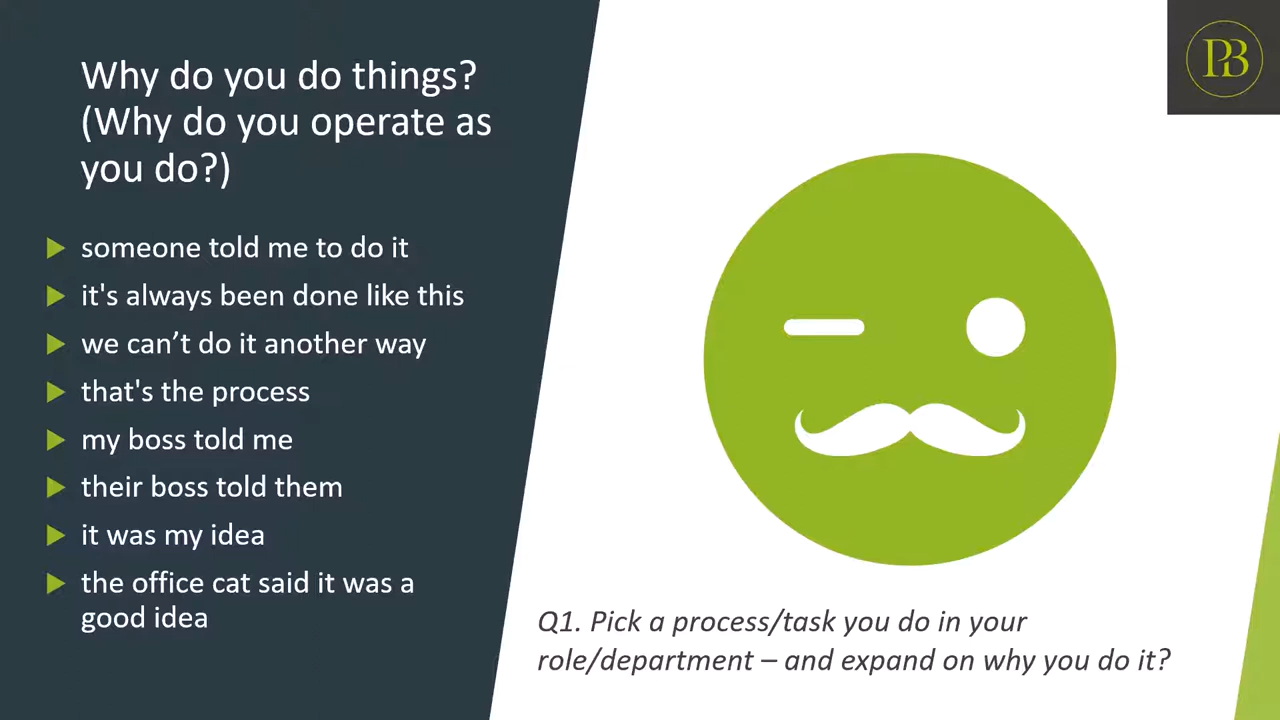 Why do you do things?
(Why do you operate as
you do?)
someone told me to do it
it's always been done like this
we can’t do it another way
that's the process
my boss told me
their boss told them
it was my idea
the office cat said it was a
good idea
PB
Q1. Pick a process/task you do in your
role/department – and expand on why you do it?